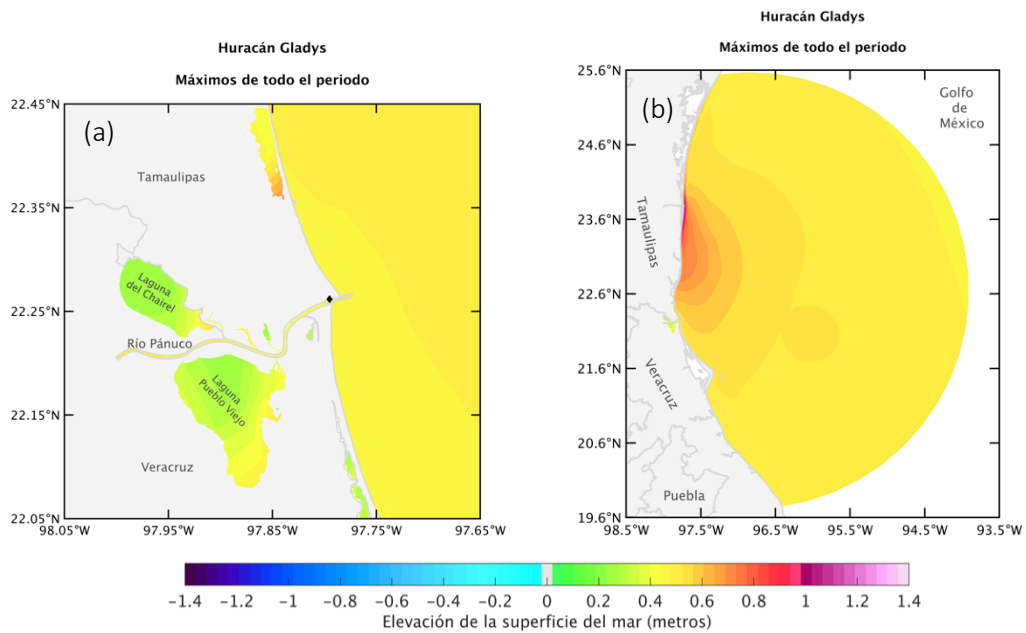 Huracán Gladys
Máximos de todo el periodo
(a)
22.45°N
22.35°N
22.25°N
22.15°N
22.05°N
98.05°W
97.95°W
97.85°W
97.75°W
97.65°W
Tamaulipas
Laguna
del Chairel
Río Pánuco
Laguna
Pueblo Viejo
Veracruz
Huracán Gladys
Máximos de todo el periodo
(b)
Golfo
de
México
25.6°N
24.6°N
23.6°N
22.6°N
21.6°N
20.6°N
19.6°N
98.5°W
97.5°W
96.5°W
95.5°W
94.5°W
93.5°W
Tamaulipas
Veracruz
Puebla
-1.4 -1.2 -1 -0.8 -0.6 -0.4 -0.2 0 0.2 0.4 0.6 0.8 1 1.2 1.4
Elevación de la superficie del mar (metros)